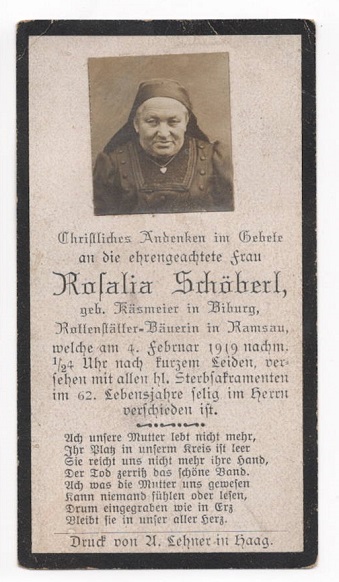 Christliches Andenken im Gebete
an die ehrengeachtete Frau
Rosalia Schöberl,
geb. Käsmeier in Biburg,
Rottenstätter-Bäuerin in Ramsau,
welche am 4. Februar 1919 nachm.
1/24 Uhr nach kurzem Leiden, ver-
sehen mit allen hl. Sterbsakramenten
im 62. Lebensjahre selig im Herrn
verschieden ist.
Ach unsere Mutter lebt nicht mehr,
Ihr Platz in unserm Kreis ist leer
Sie reicht uns nicht mehr ihre Hand,
Der Tod zerriß das schöne Band.
Ach was die Mutter uns gewesen
Kann niemand fühlen oder lesen,
Drum eingegraben wie in Erz
Bleibt sie in unser aller Herz.
Druck von A. Lehner in Haag.